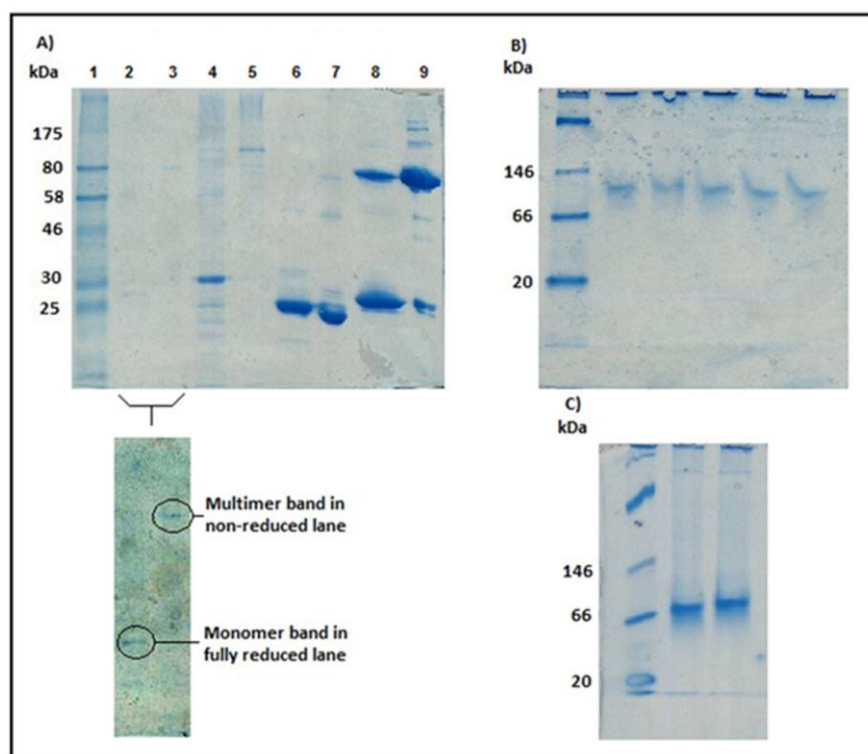 A)
kDa 1 2 3 4 5 6 7 8 9
175
80
58
46
30
25
B)
kDa
146
66
20
Multimer band in
non-reduced lane
Monomer band in
fully reduced lane
C)
kDa
146
66
20